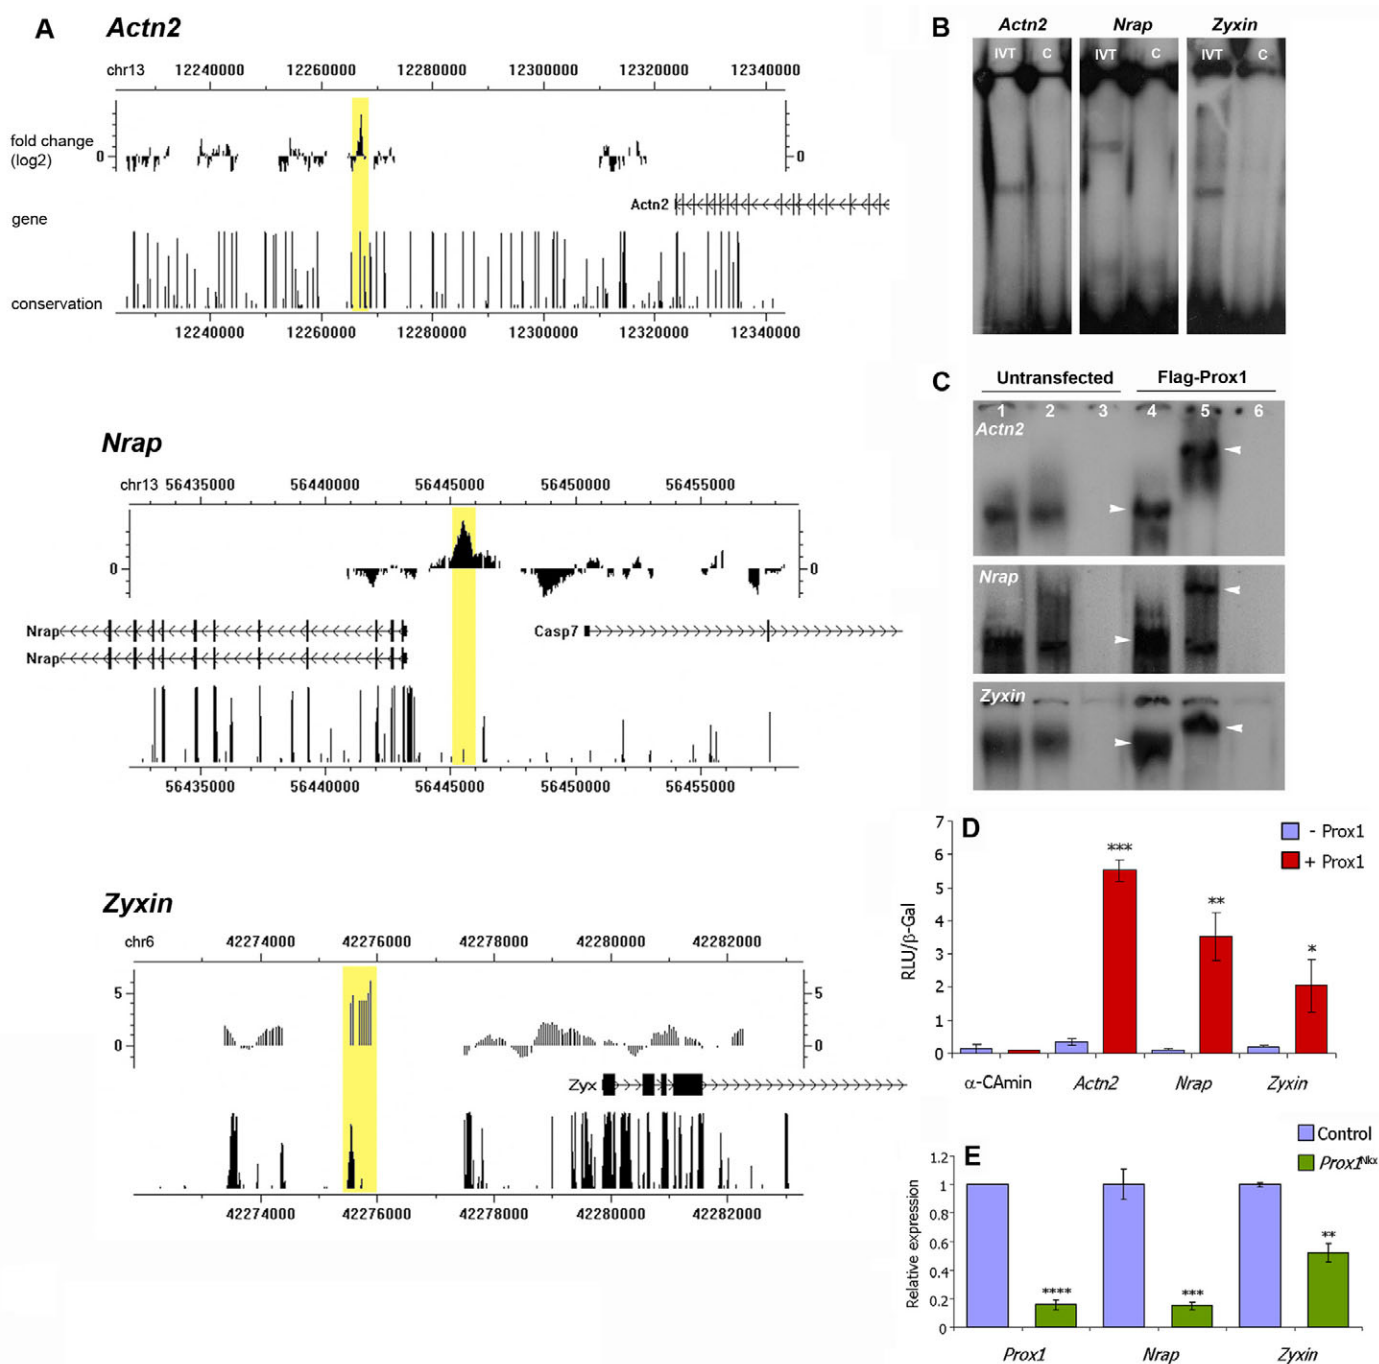 A
Actn2
chr13 12240000 12260000 12280000 12300000 12320000 12340000
fold change
(log2)
0 0
Actn2
gene
conservation
12240000 12260000 12280000 12300000 12320000 12340000
Nrap
chr13 56435000 56440000 56445000 56450000 56455000
0 0
Nrap Casp7
Nrap
56435000 56440000 56445000 56450000 56455000
Zyxin
chr6 42274000 42276000 42278000 42280000 42282000
5 5
0 0
Zyx
42274000 42276000 42278000 42280000 42282000
B
Actn2 Nrap Zyxin
IVT C IVT C IVT C
C
Untransfected Flag-Prox1
1 2 3 4 5 6
Actn2
Nrap
Zyxin
D
- Prox1
+ Prox1
RLU/β-Gal
7
6
5
4
3
2
1
0
***
**
*
α-CAmin Actn2 Nrap Zyxin
E
Control
Prox1Nkx
Relative expression
1.2
1
0.8
0.6
0.4
0.2
0
****
***
**
Prox1 Nrap Zyxin